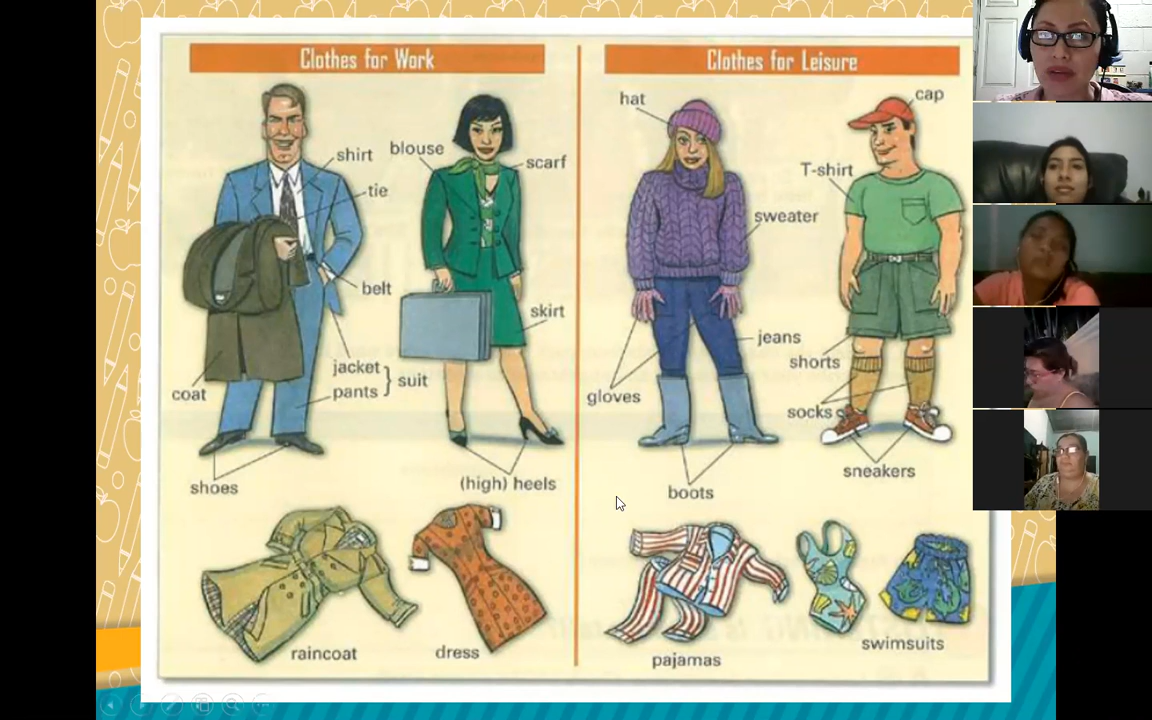 Clothes for Work
shirt
blouse
scarf
tie
belt
skirt
jacket
pants
suit
coat
shoes
(high) heels
raincoat
dress
Clothes for Leisure
hat
cap
T-shirt
sweater
jeans
shorts
gloves
socks
sneakers
boots
pajamas
swimsuits